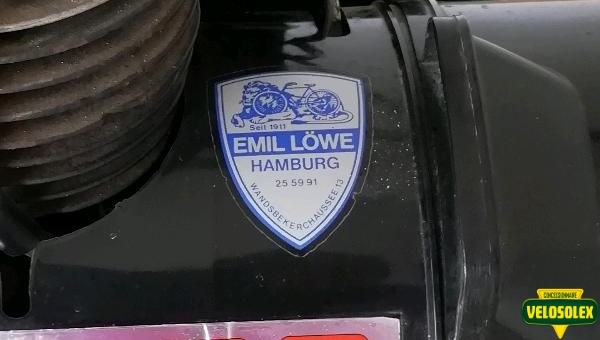 Seit 1911
EMIL LÖWE
HAMBURG
25 59 91
WANDSBEKERCHAUSSEE 13
CONCESSIONNAIRE
VELOSOLEX